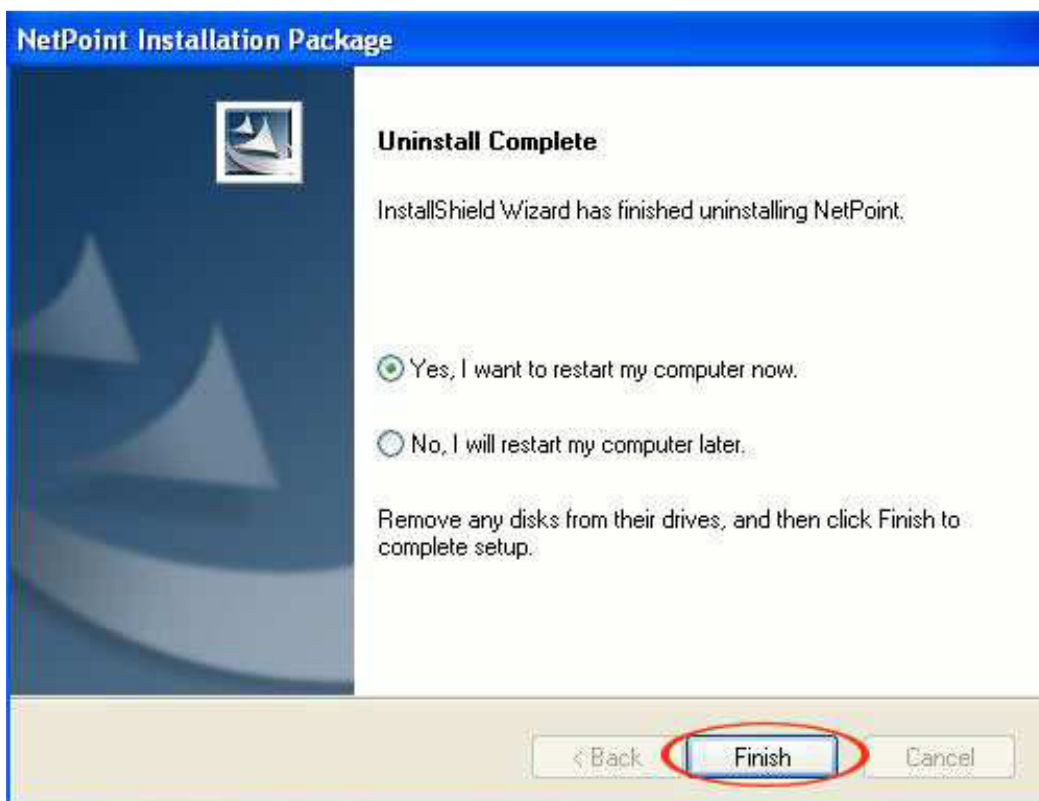 NetPoint Installation Package
Uninstall Complete
InstallShield Wizard has finished uninstalling NetPoint.
Yes, I want to restart my computer now.
No, I will restart my computer later.
Remove any disks from their drives, and then click Finish to
complete setup.
< Back Finish Cancel